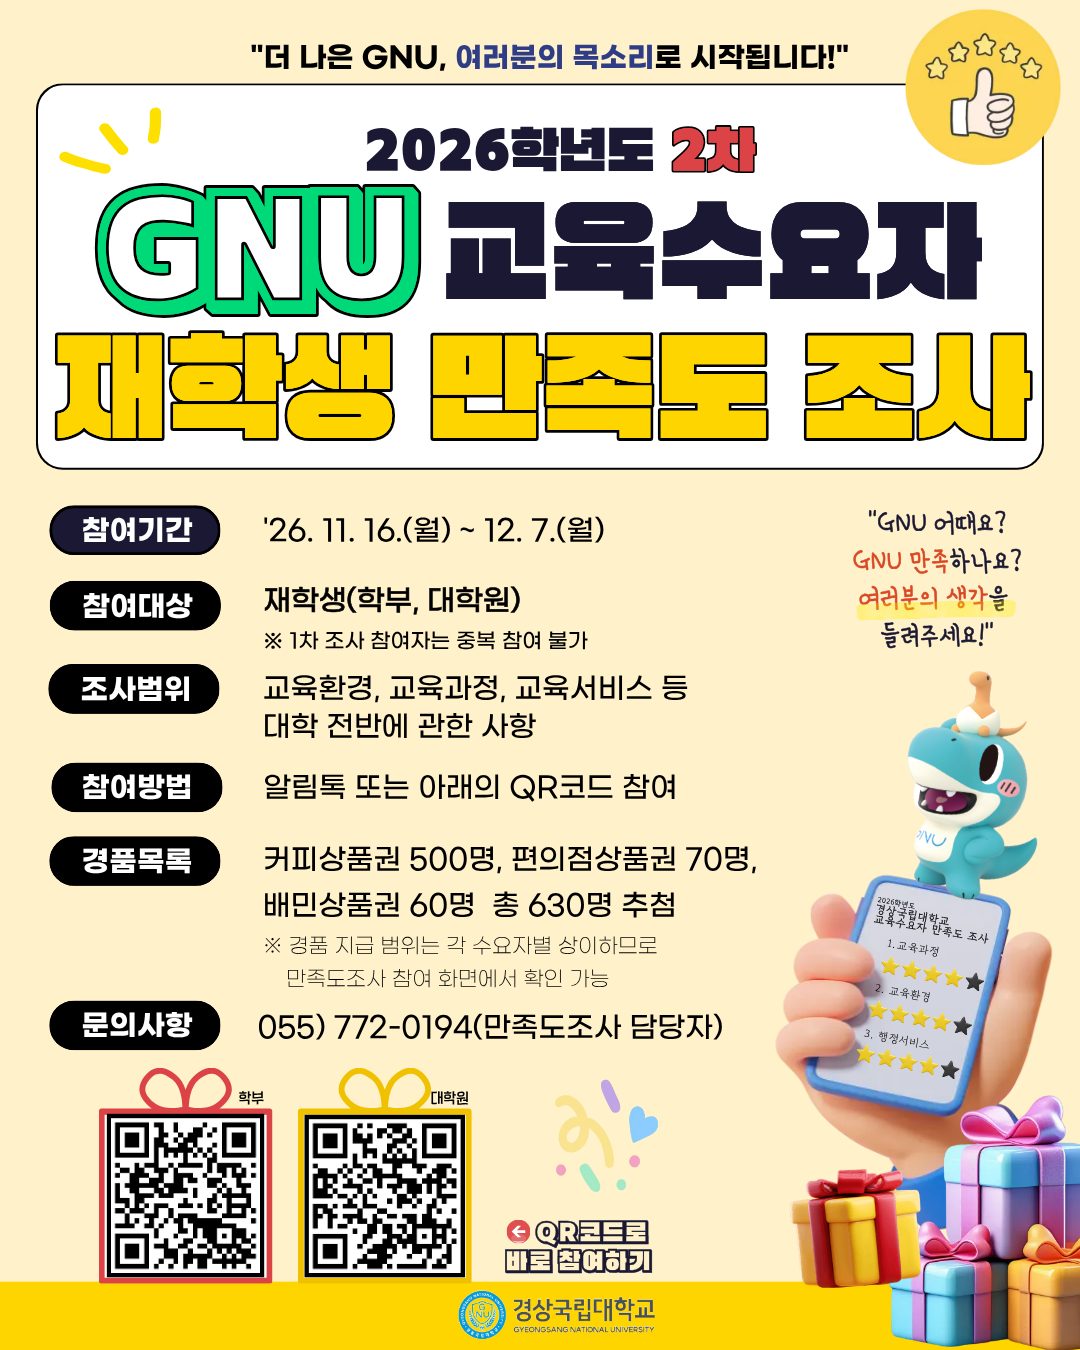 "더 나은 GNU, 여러분의 목소리로 시작됩니다!"
2026학년도 2차
GNU 교육수요자
재학생 만족도 조사
참여기간
'26. 11. 16.(월) ~ 12. 7.(월)
참여대상
재학생(학부, 대학원)
※ 1차 조사 참여자는 중복 참여 불가
조사범위
교육환경, 교육과정, 교육서비스 등
대학 전반에 관한 사항
참여방법
알림톡 또는 아래의 QR코드 참여
경품목록
커피상품권 500명, 편의점상품권 70명,
배민상품권 60명 총 630명 추첨
※ 경품 지급 범위는 각 수요자별 상이하므로
만족도조사 참여 화면에서 확인 가능
문의사항
055) 772-0194(만족도조사 담당자)
"GNU 어때요?
GNU 만족하나요?
여러분의 생각을
들려주세요!"
GNU
2026학년도
경상국립대학교
교육수요자 만족도 조사
1. 교육과정
2. 교육환경
3. 행정서비스
학부
대학원
QR코드로
바로 참여하기
GNU
경상국립대학교
GYEONGSANG NATIONAL UNIVERSITY